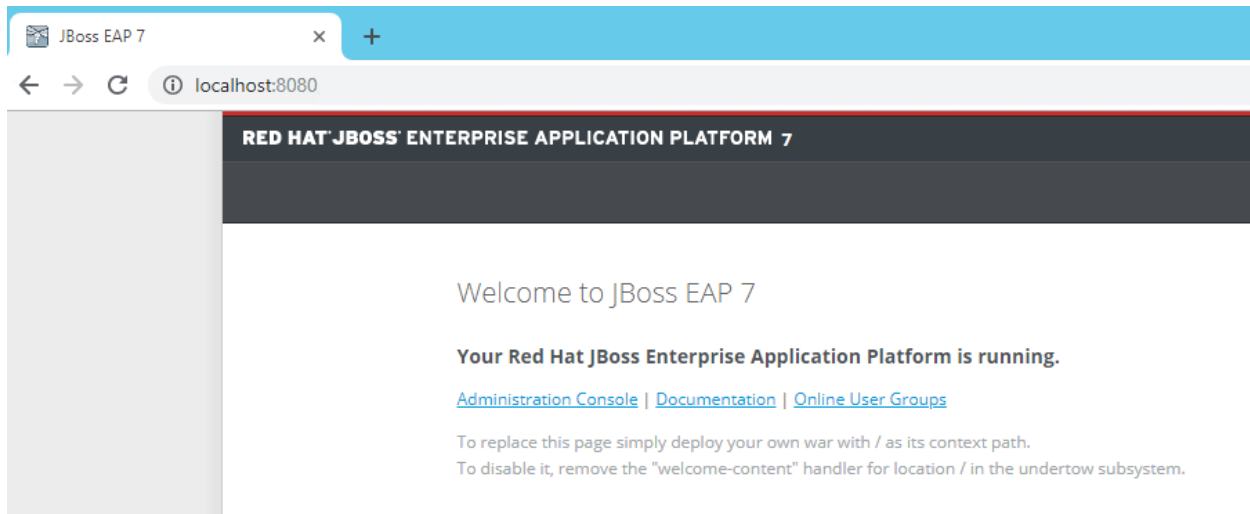 JBoss EAP 7
localhost:8080
RED HAT® JBOSS® ENTERPRISE APPLICATION PLATFORM 7
Welcome to JBoss EAP 7
Your Red Hat JBoss Enterprise Application Platform is running.
Administration Console | Documentation | Online User Groups
To replace this page simply deploy your own war with / as its context path.
To disable it, remove the "welcome-content" handler for location / in the undertow subsystem.